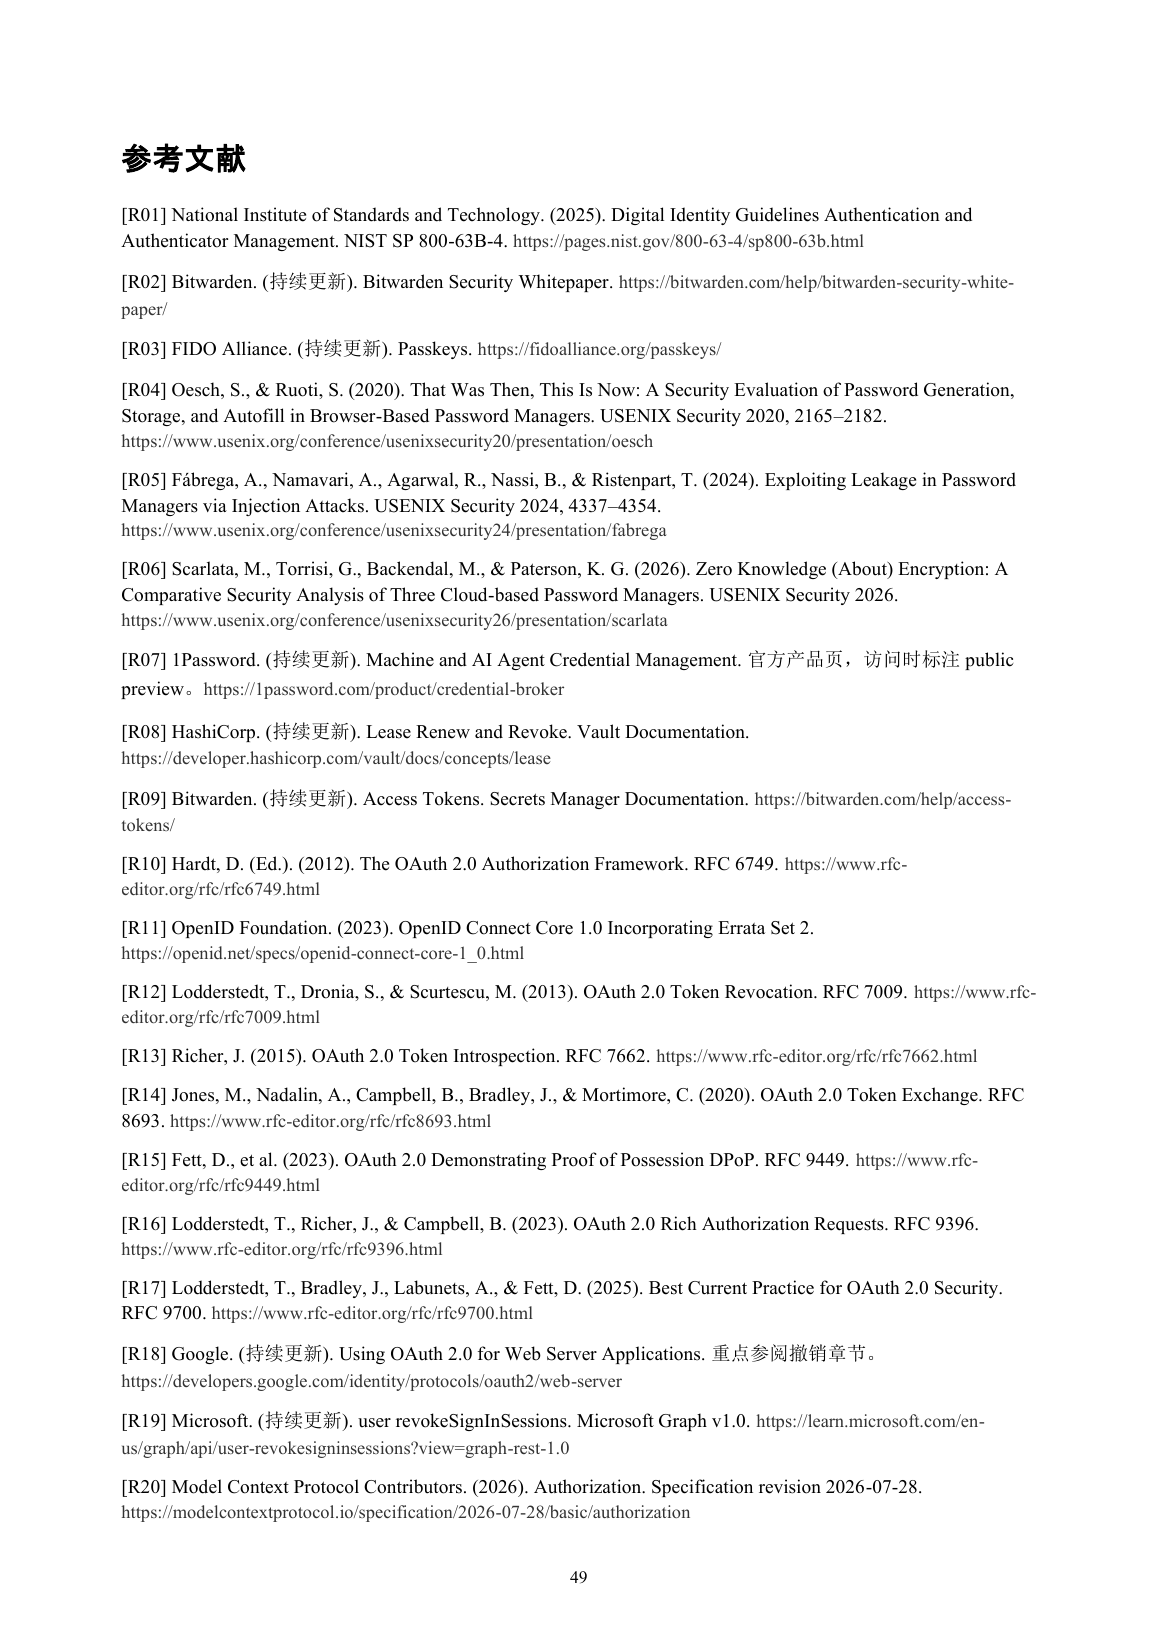 参考文献
[R01] National Institute of Standards and Technology. (2025). Digital Identity Guidelines Authentication and
Authenticator Management. NIST SP 800-63B-4. https://pages.nist.gov/800-63-4/sp800-63b.html
[R02] Bitwarden. (持续更新). Bitwarden Security Whitepaper. https://bitwarden.com/help/bitwarden-security-white-
paper/
[R03] FIDO Alliance. (持续更新). Passkeys. https://fidoalliance.org/passkeys/
[R04] Oesch, S., & Ruoti, S. (2020). That Was Then, This Is Now: A Security Evaluation of Password Generation,
Storage, and Autofill in Browser-Based Password Managers. USENIX Security 2020, 2165–2182.
https://www.usenix.org/conference/usenixsecurity20/presentation/oesch
[R05] Fábrega, A., Namavari, A., Agarwal, R., Nassi, B., & Ristenpart, T. (2024). Exploiting Leakage in Password
Managers via Injection Attacks. USENIX Security 2024, 4337–4354.
https://www.usenix.org/conference/usenixsecurity24/presentation/fabrega
[R06] Scarlata, M., Torrisi, G., Backendal, M., & Paterson, K. G. (2026). Zero Knowledge (About) Encryption: A
Comparative Security Analysis of Three Cloud-based Password Managers. USENIX Security 2026.
https://www.usenix.org/conference/usenixsecurity26/presentation/scarlata
[R07] 1Password. (持续更新). Machine and AI Agent Credential Management. 官方产品页，访问时标注 public
preview。https://1password.com/product/credential-broker
[R08] HashiCorp. (持续更新). Lease Renew and Revoke. Vault Documentation.
https://developer.hashicorp.com/vault/docs/concepts/lease
[R09] Bitwarden. (持续更新). Access Tokens. Secrets Manager Documentation. https://bitwarden.com/help/access-
tokens/
[R10] Hardt, D. (Ed.). (2012). The OAuth 2.0 Authorization Framework. RFC 6749. https://www.rfc-
editor.org/rfc/rfc6749.html
[R11] OpenID Foundation. (2023). OpenID Connect Core 1.0 Incorporating Errata Set 2.
https://openid.net/specs/openid-connect-core-1_0.html
[R12] Lodderstedt, T., Dronia, S., & Scurtescu, M. (2013). OAuth 2.0 Token Revocation. RFC 7009. https://www.rfc-
editor.org/rfc/rfc7009.html
[R13] Richer, J. (2015). OAuth 2.0 Token Introspection. RFC 7662. https://www.rfc-editor.org/rfc/rfc7662.html
[R14] Jones, M., Nadalin, A., Campbell, B., Bradley, J., & Mortimore, C. (2020). OAuth 2.0 Token Exchange. RFC
8693. https://www.rfc-editor.org/rfc/rfc8693.html
[R15] Fett, D., et al. (2023). OAuth 2.0 Demonstrating Proof of Possession DPoP. RFC 9449. https://www.rfc-
editor.org/rfc/rfc9449.html
[R16] Lodderstedt, T., Richer, J., & Campbell, B. (2023). OAuth 2.0 Rich Authorization Requests. RFC 9396.
https://www.rfc-editor.org/rfc/rfc9396.html
[R17] Lodderstedt, T., Bradley, J., Labunets, A., & Fett, D. (2025). Best Current Practice for OAuth 2.0 Security.
RFC 9700. https://www.rfc-editor.org/rfc/rfc9700.html
[R18] Google. (持续更新). Using OAuth 2.0 for Web Server Applications. 重点参阅撤销章节。
https://developers.google.com/identity/protocols/oauth2/web-server
[R19] Microsoft. (持续更新). user revokeSignInSessions. Microsoft Graph v1.0. https://learn.microsoft.com/en-
us/graph/api/user-revokesigninsessions?view=graph-rest-1.0
[R20] Model Context Protocol Contributors. (2026). Authorization. Specification revision 2026-07-28.
https://modelcontextprotocol.io/specification/2026-07-28/basic/authorization
49